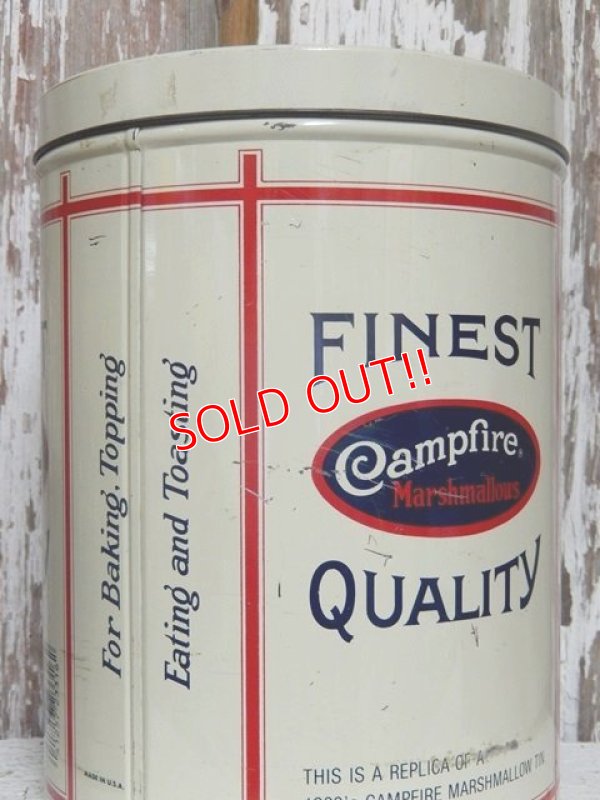 For Baking, Topping
Eating and Toasting
FINEST
SOLD OUT!!
Campfire®
Marshmallows
QUALITY
MADE IN U.S.A.
THIS IS A REPLICA OF A
CAMPFIRE MARSHMALLOW TIN